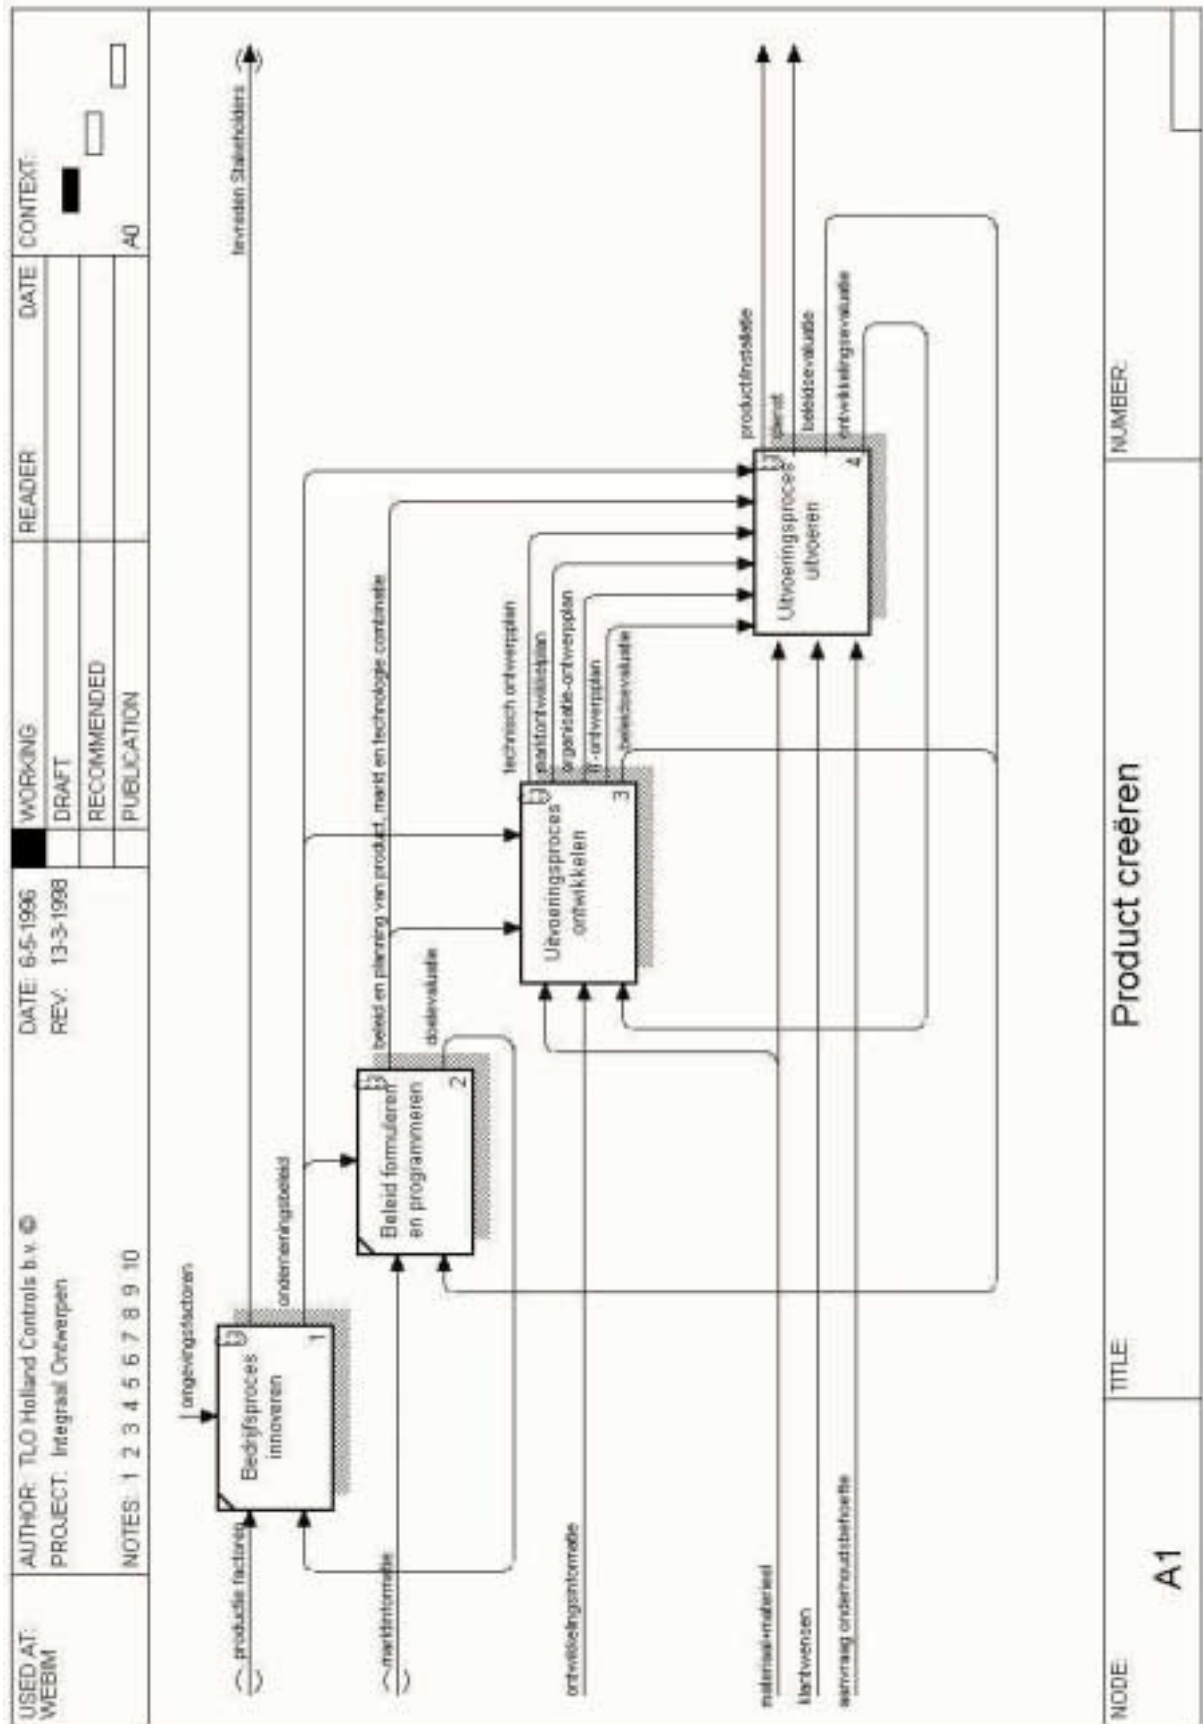 USED AT:
WEBIM
AUTHOR: TLO Holland Controls b.v. ©
PROJECT: Integraal Ontwerpen
NOTES: 1 2 3 4 5 6 7 8 9 10
DATE: 6-5-1996
REV: 13-3-1998
WORKING
DRAFT
RECOMMENDED
PUBLICATION
READER
DATE
CONTEXT:
A0
omgevingsfactoren
productie factoren
Bedrijfsproces
innoveren
1
tevreden Stakeholders
ondernemingsbeleid
marktinformatie
Beleid formuleren
en programmeren
2
beleid en planning van product, markt en technologie combinatie
doelevaluatie
ontwikkelingsinformatie
Uitvoeringsproces
ontwikkelen
3
technisch ontwerpplan
marktontwikkelplan
organisatie-ontwerpplan
IT-ontwerpplan
beleidsevaluatie
materiaal+materieel
klantwensen
aanvraag onderhoudsbehoefte
Uitvoeringsproces
uitvoeren
4
product/installatie
dienst
beleidsevaluatie
ontwikkelingsevaluatie
NODE:
A1
TITLE:
Product creëren
NUMBER: